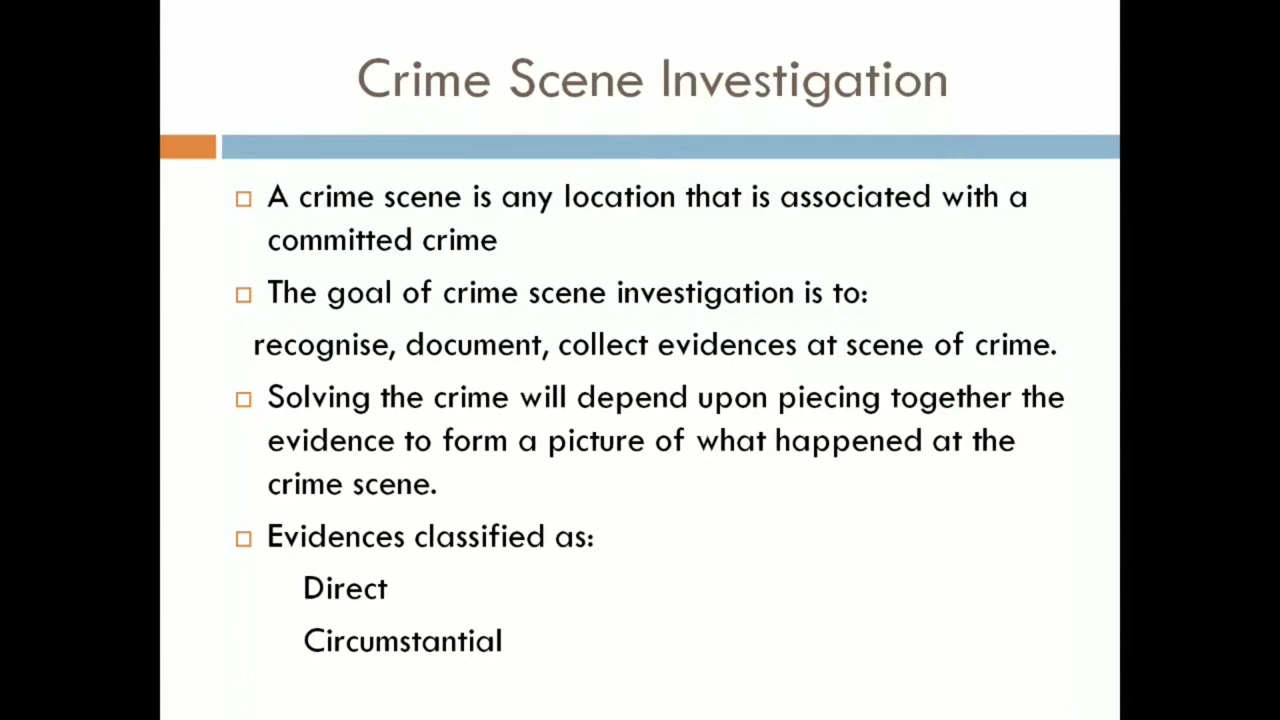 Crime Scene Investigation
A crime scene is any location that is associated with a
committed crime
The goal of crime scene investigation is to:
recognise, document, collect evidences at scene of crime.
Solving the crime will depend upon piecing together the
evidence to form a picture of what happened at the
crime scene.
Evidences classified as:
Direct
Circumstantial